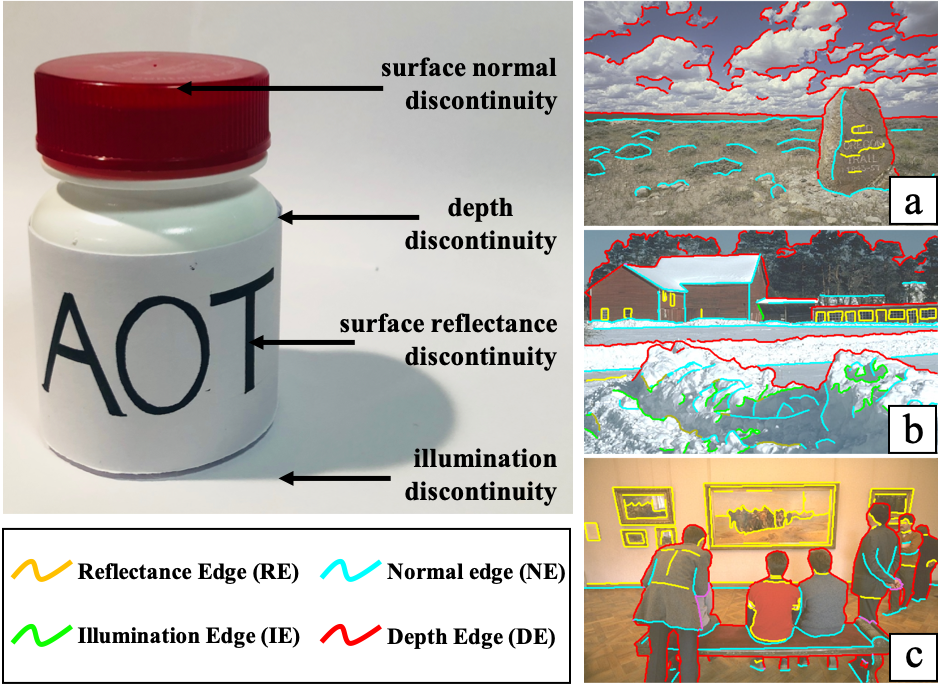 surface normal
discontinuity
depth
discontinuity
surface reflectance
discontinuity
illumination
discontinuity
AOT
Reflectance Edge (RE)
Normal edge (NE)
Illumination Edge (IE)
Depth Edge (DE)
TRAIL
a
b
c